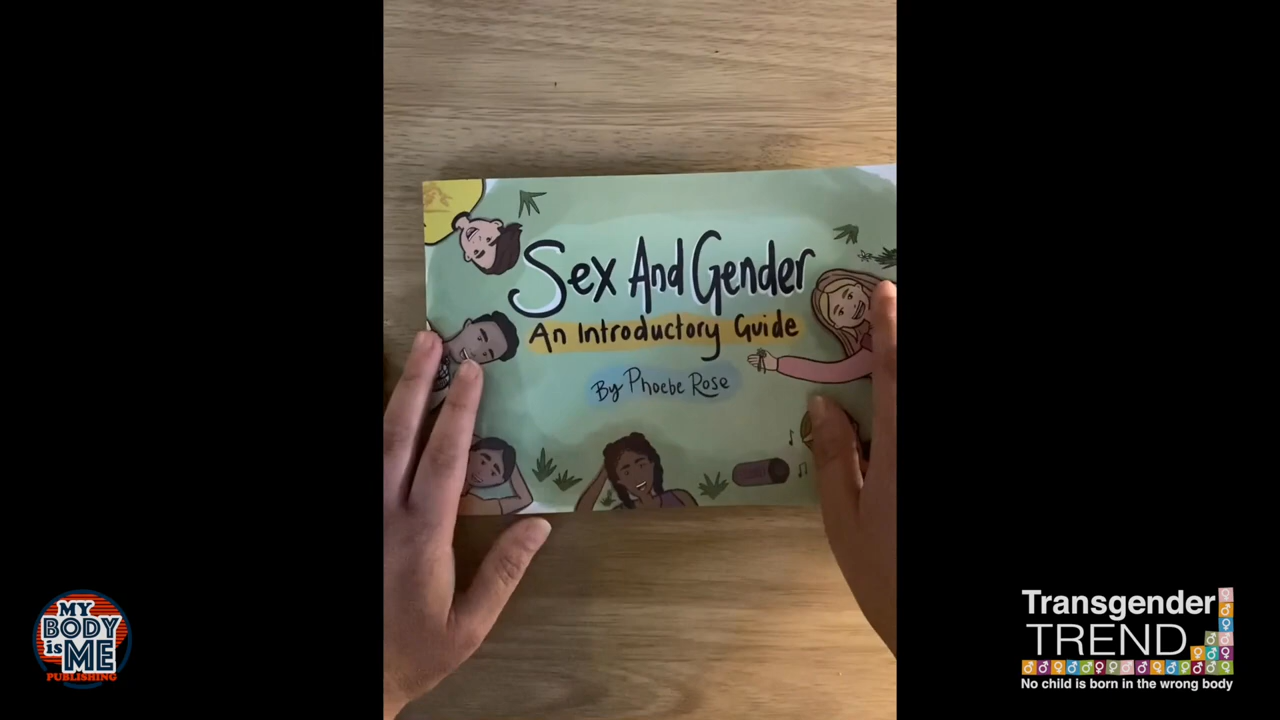 Sex And Gender
An Introductory Guide
By Phoebe Rose
MY
BODY
is ME
PUBLISHING
Transgender
TREND
No child is born in the wrong body